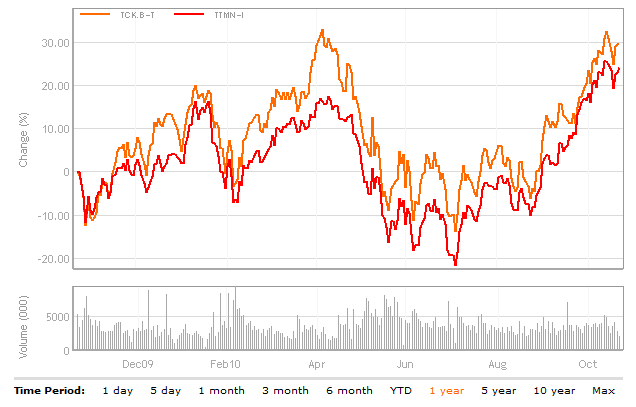 TCK.B-T TTMN-I
30.00
20.00
10.00
0
-10.00
-20.00
Change (%)
5000
0
Volume (000)
Dec09 Feb10 Apr Jun Aug Oct
Time Period: 1 day 5 day 1 month 3 month 6 month YTD 1 year 5 year 10 year Max